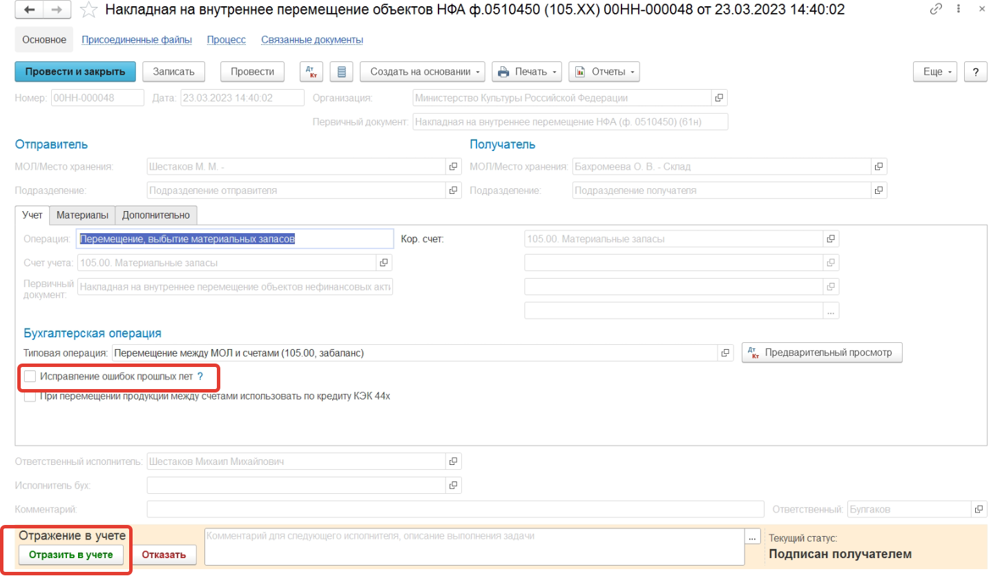 Накладная на внутреннее перемещение объектов НФА ф.0510450 (105.ХХ) 00НН-000048 от 23.03.2023 14:40:02
Основное Присоединенные файлы Процесс Связанные документы
Провести и закрыть Записать Провести Дт Кт Создать на основании Печать Отчеты Еще ?
Номер: 00НН-000048 Дата: 23.03.2023 14:40:02 Организация: Министерство Культуры Российской Федерации
Первичный документ: Накладная на внутреннее перемещение НФА (ф. 0510450) (61н)
Отправитель Получатель
МОЛ/Место хранения: Шестаков М. М. - МОЛ/Место хранения: Бахромеева О. В. - Склад
Подразделение: Подразделение отправителя Подразделение: Подразделение получателя
Учет Материалы Дополнительно
Операция: Перемещение, выбытие материальных запасов Кор. счет: 105.00. Материальные запасы
Счет учета: 105.00. Материальные запасы
Первичный документ: Накладная на внутреннее перемещение объектов нефинансовых акти
...
Бухгалтерская операция
Типовая операция: Перемещение между МОЛ и счетами (105.00, забаланс) Дт Кт Предварительный просмотр
Исправление ошибок прошлых лет ?
При перемещении продукции между счетами использовать по кредиту КЭК 44х
Ответственный исполнитель: Шестаков Михаил Михайлович
Исполнитель бух:
Комментарий: Ответственный: Булгаков
Отражение в учете Комментарий для следующего исполнителя, описание выполнения задачи ... Текущий статус:
Отразить в учете Отказать Подписан получателем